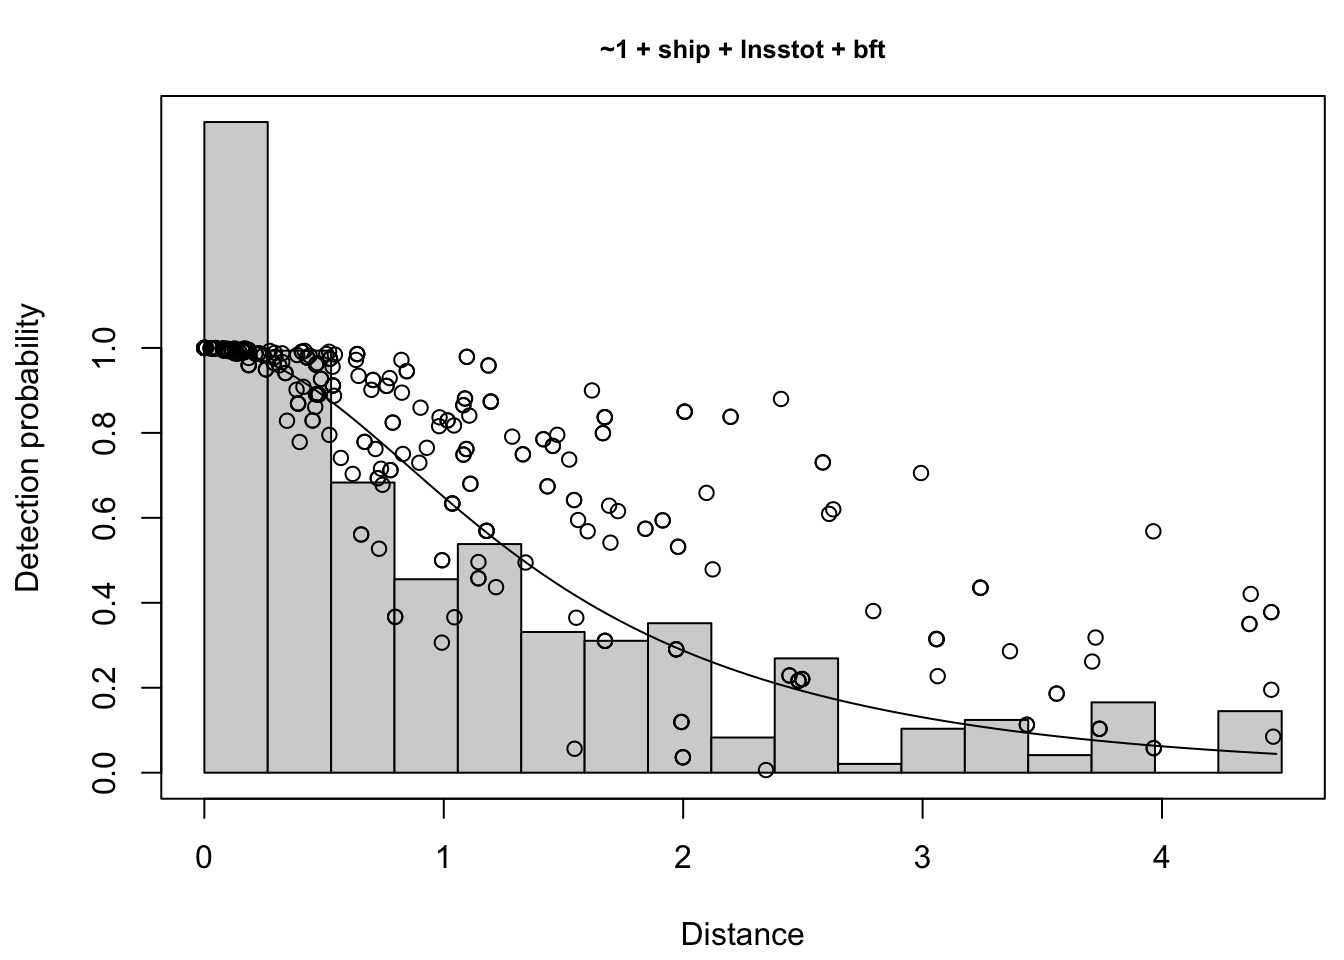 ~1 + ship + lnsstot + bft
Detection probability
1.0
0.8
0.6
0.4
0.2
0.0
0 1 2 3 4
Distance